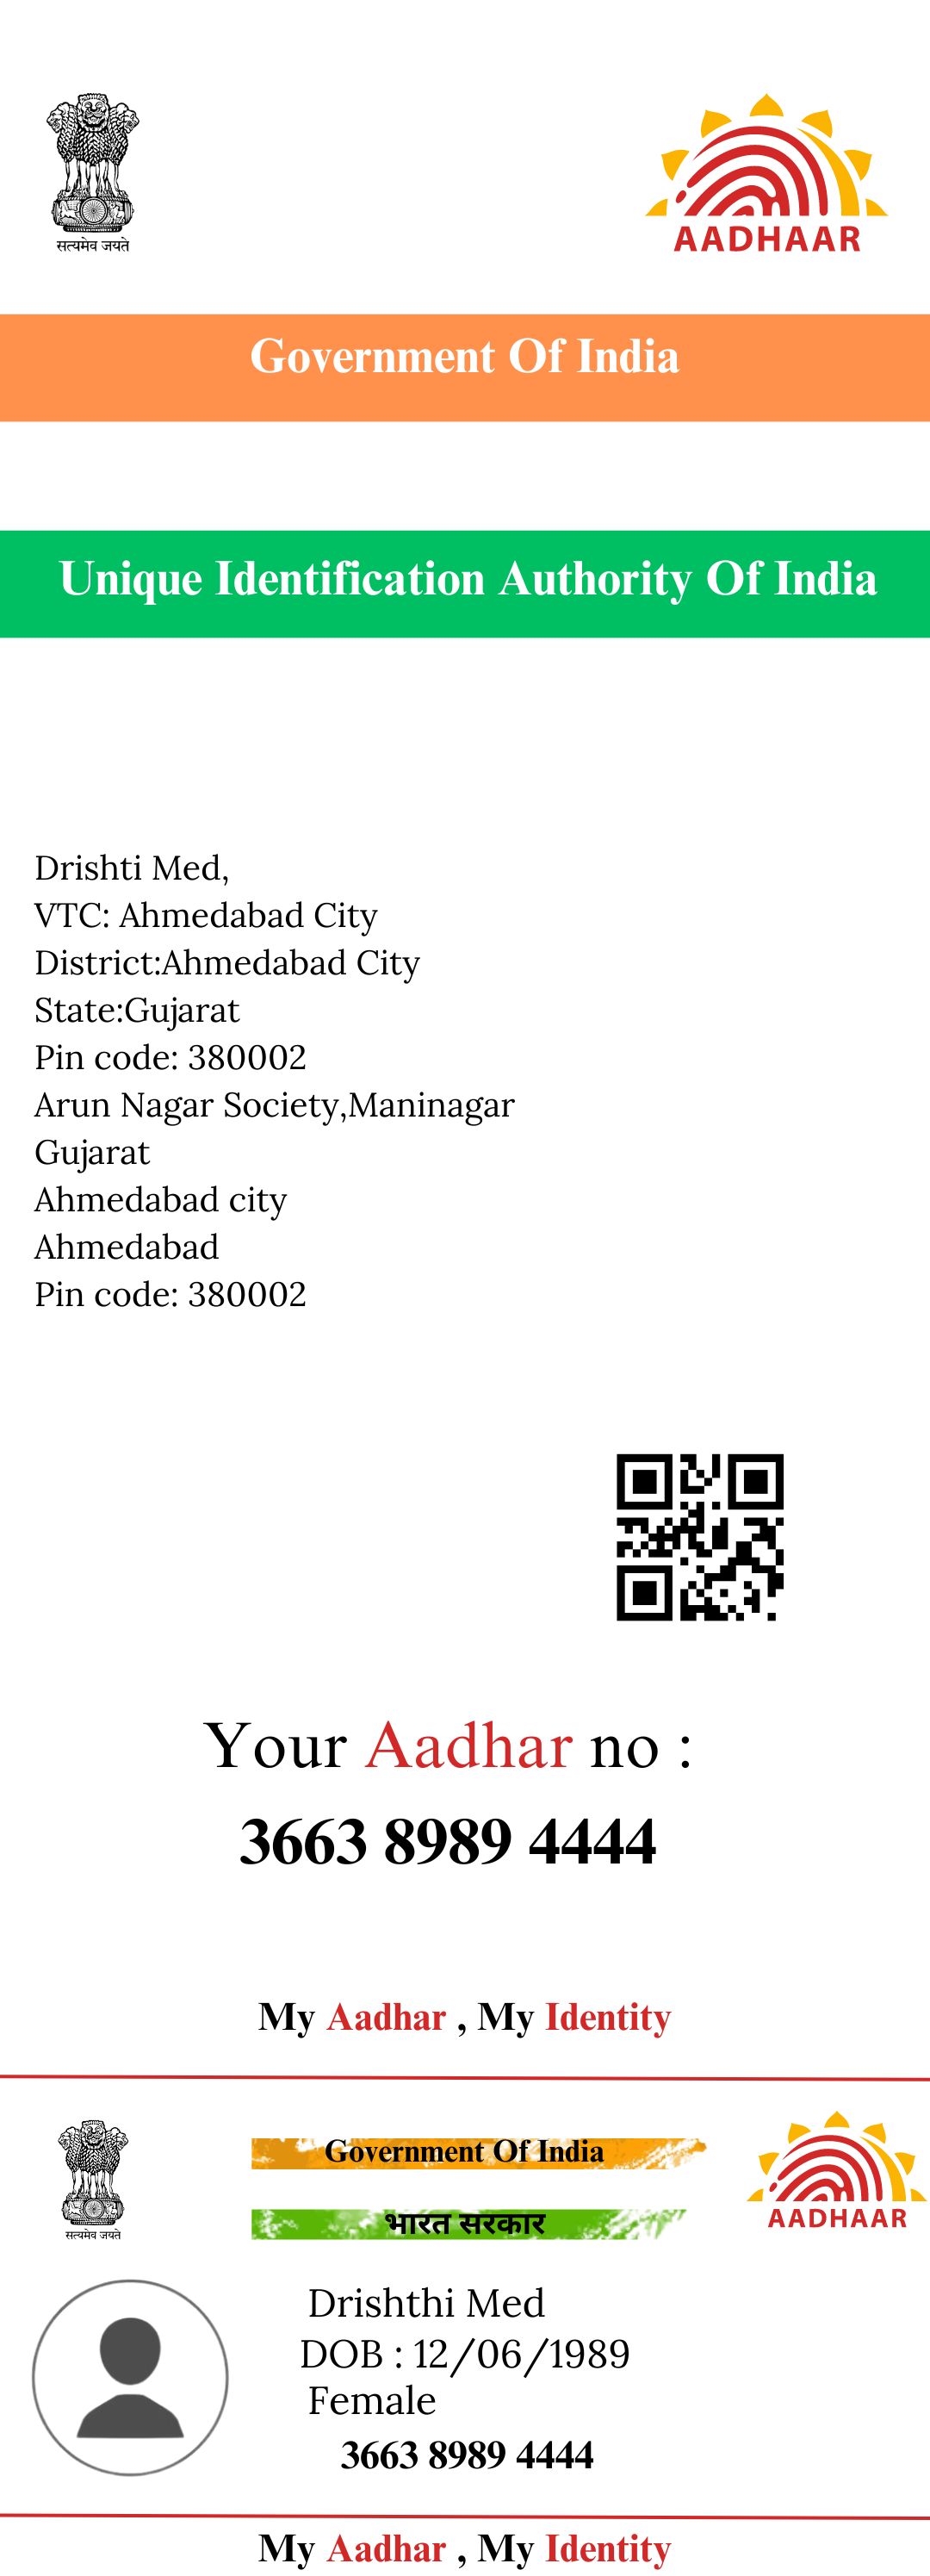 सत्यमेव जयते
AADHAAR
Government Of India
Unique Identification Authority Of India
Drishti Med,
VTC: Ahmedabad City
District:Ahmedabad City
State:Gujarat
Pin code: 380002
Arun Nagar Society,Maninagar
Gujarat
Ahmedabad city
Ahmedabad
Pin code: 380002
Your Aadhar no :
3663 8989 4444
My Aadhar , My Identity
Government Of India
सत्यमेव जयते
AADHAAR
भारत सरकार
Drishthi Med
DOB : 12/06/1989
Female
3663 8989 4444
My Aadhar , My Identity